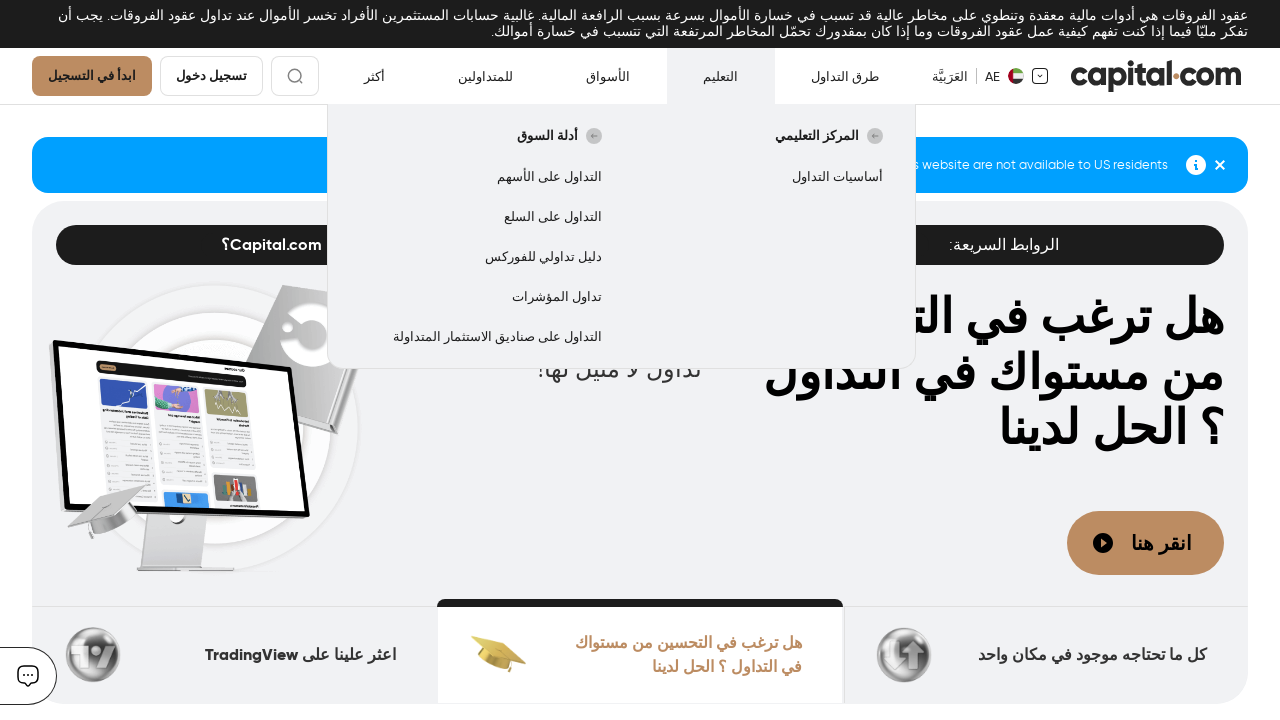 عقود الفروقات هي أدوات مالية معقدة وتنطوي على مخاطر عالية قد تسبب في خسارة الأموال بسرعة بسبب الرافعة المالية. غالبية حسابات المستثمرين الأفراد تخسر الأموال عند تداول عقود الفروقات. يجب أن
تفكر مليًّا فيما إذا كنت تفهم كيفية عمل عقود الفروقات وما إذا كان بمقدورك تحمّل المخاطر المرتفعة التي تتسبب في خسارة أموالك.
capital.com
AE
العَرَبيَّة
طرق التداول
التعليم
الأسواق
للمتداولين
أكثر
تسجيل دخول
ابدأ في التسجيل
المركز التعليمي
أساسيات التداول
أدلة السوق
التداول على الأسهم
التداول على السلع
دليل تداولي للفوركس
تداول المؤشرات
التداول على صناديق الاستثمار المتداولة
website are not available to US residents
الروابط السريعة:
Capital.com؟
هل ترغب في
من مستواك في التداول
؟ الحل لدينا
تداول لا مثيل لها!
انقر هنا
كل ما تحتاجه موجود في مكان واحد
هل ترغب في التحسين من مستواك
في التداول ؟ الحل لدينا
اعثر علينا على TradingView